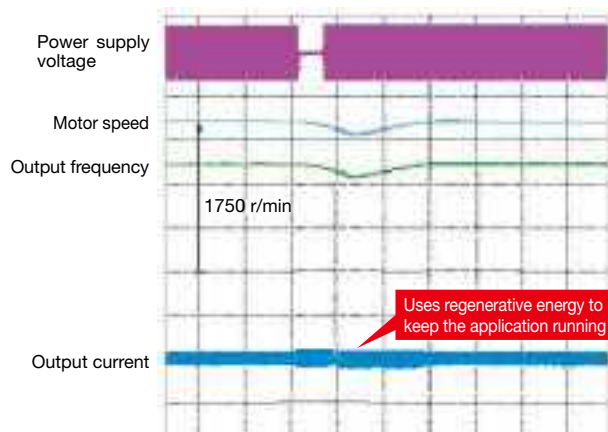 Power supply
voltage
Motor speed
Output frequency
1750 r/min
Uses regenerative energy to
keep the application running
Output current